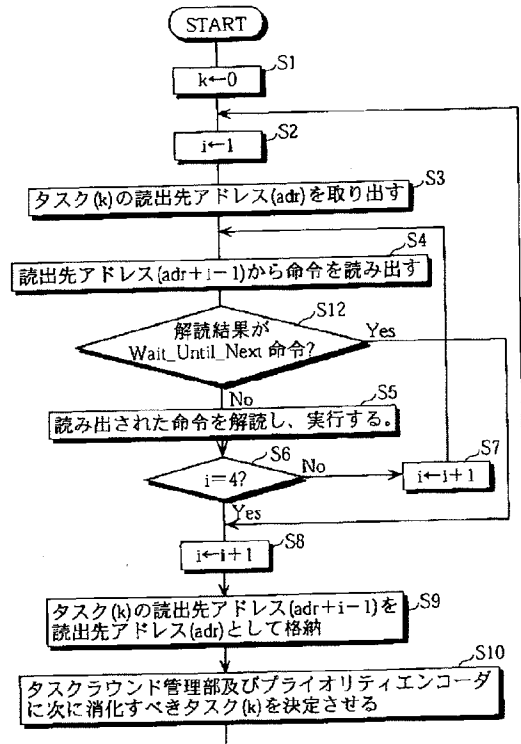 START
S1
k←0
S2
i←1
S3
タスク(k)の読出先アドレス(adr)を取り出す
S4
読出先アドレス(adr+i−1)から命令を読み出す
S12
解読結果が
Wait_Until_Next 命令?
Yes
No
S5
読み出された命令を解読し、実行する。
S6
i=4?
No
S7
i←i+1
Yes
S8
i←i+1
S9
タスク(k)の読出先アドレス(adr+i−1)を
読出先アドレス(adr)として格納
S10
タスクラウンド管理部及びプライオリティエンコーダ
に次に消化すべきタスク(k)を決定させる